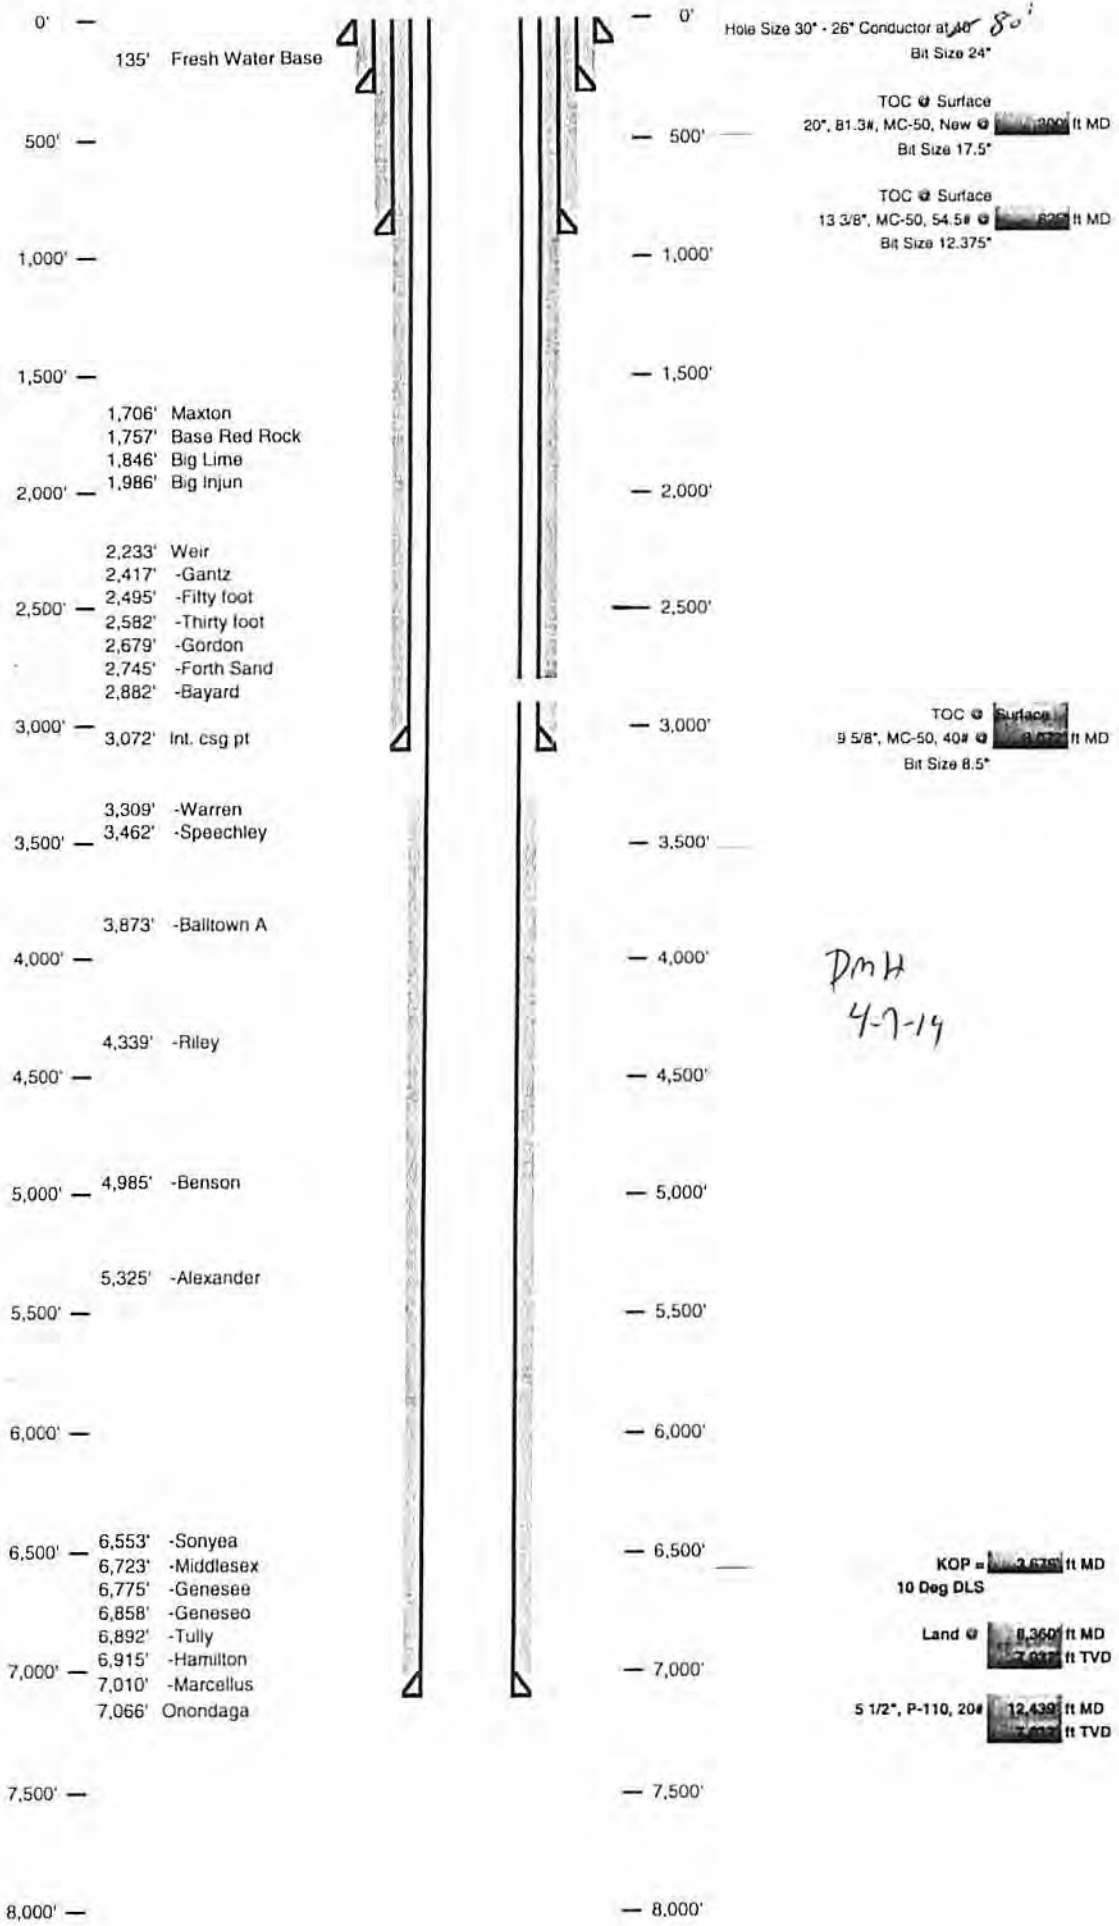 0'
135' Fresh Water Base
500'
1,000'
1,500'
1,706' Maxton
1,757' Base Red Rock
1,846' Big Lime
1,986' Big Injun
2,000'
2,233' Weir
2,417' -Gantz
2,495' -Fifty foot
2,500'
2,582' -Thirty foot
2,679' -Gordon
2,745' -Forth Sand
2,882' -Bayard
3,000'
3,072' Int. csg pt
3,309' -Warren
3,462' -Speechley
3,500'
3,873' -Balltown A
4,000'
4,339' -Riley
4,500'
4,985' -Benson
5,000'
5,325' -Alexander
5,500'
6,000'
6,553' -Sonyea
6,500'
6,723' -Middlesex
6,775' -Genesee
6,858' -Geneseo
6,892' -Tully
6,915' -Hamilton
7,000'
7,010' -Marcellus
7,066' Onondaga
7,500'
8,000'
0'
500'
1,000'
1,500'
2,000'
2,500'
3,000'
3,500'
4,000'
4,500'
5,000'
5,500'
6,000'
6,500'
7,000'
7,500'
8,000'
Hole Size 30" - 26" Conductor at 40' 80'
Bit Size 24"
TOC @ Surface
20", 81.3#, MC-50, New @ ft MD
Bit Size 17.5"
TOC @ Surface
13 3/8", MC-50, 54.5# @ ft MD
Bit Size 12.375"
TOC @ Surface
9 5/8", MC-50, 40# @ ft MD
Bit Size 8.5"
DMH
4-7-14
KOP = ft MD
10 Deg DLS
Land @ 8,360' ft MD
ft TVD
5 1/2", P-110, 20# 12,439' ft MD
ft TVD